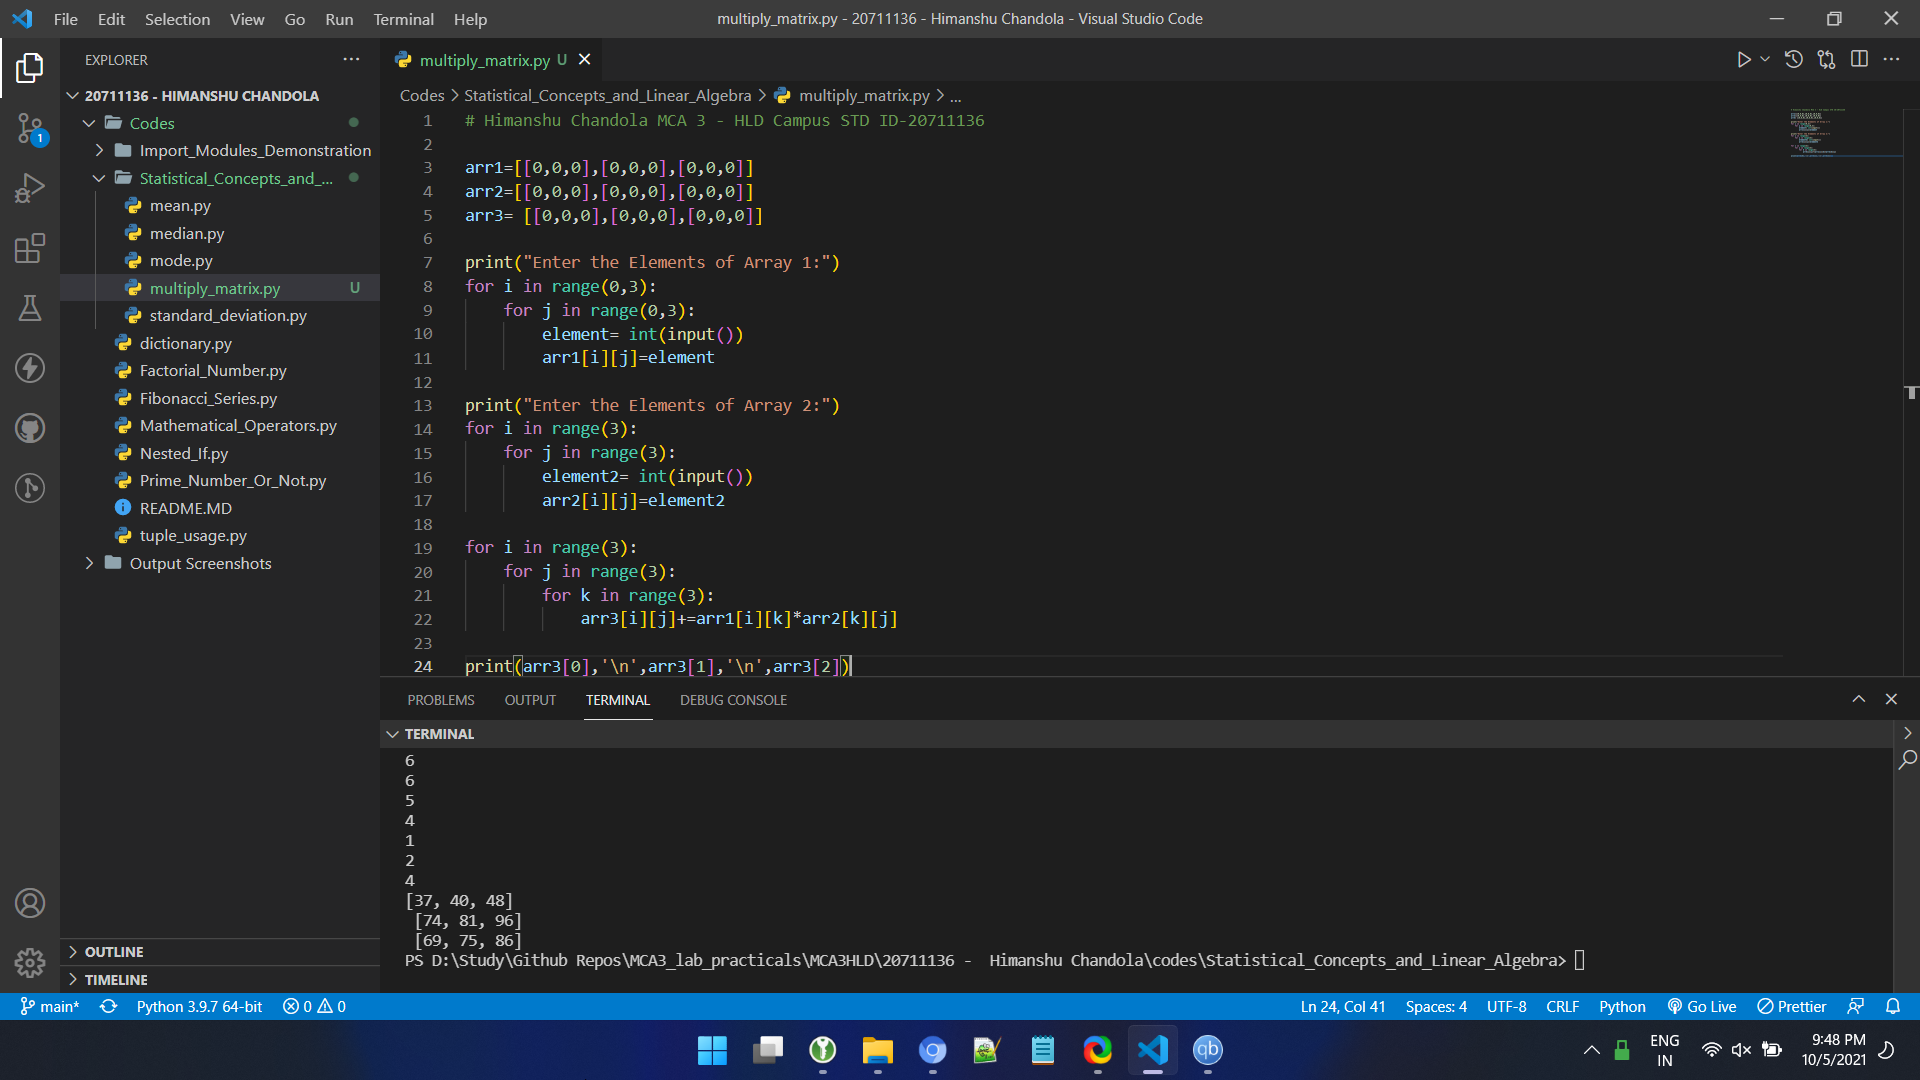 File Edit Selection View Go Run Terminal Help
multiply_matrix.py - 20711136 - Himanshu Chandola - Visual Studio Code
EXPLORER
20711136 - HIMANSHU CHANDOLA
Codes
Import_Modules_Demonstration
Statistical_Concepts_and_...
mean.py
median.py
mode.py
multiply_matrix.py U
standard_deviation.py
dictionary.py
Factorial_Number.py
Fibonacci_Series.py
Mathematical_Operators.py
Nested_If.py
Prime_Number_Or_Not.py
README.MD
tuple_usage.py
Output Screenshots
OUTLINE
TIMELINE
1
multiply_matrix.py U
Codes > Statistical_Concepts_and_Linear_Algebra > multiply_matrix.py > ...
1 # Himanshu Chandola MCA 3 - HLD Campus STD ID-20711136
2
3 arr1=[[0,0,0],[0,0,0],[0,0,0]]
4 arr2=[[0,0,0],[0,0,0],[0,0,0]]
5 arr3= [[0,0,0],[0,0,0],[0,0,0]]
6
7 print("Enter the Elements of Array 1:")
8 for i in range(0,3):
9     for j in range(0,3):
10         element= int(input())
11         arr1[i][j]=element
12
13 print("Enter the Elements of Array 2:")
14 for i in range(3):
15     for j in range(3):
16         element2= int(input())
17         arr2[i][j]=element2
18
19 for i in range(3):
20     for j in range(3):
21         for k in range(3):
22             arr3[i][j]+=arr1[i][k]*arr2[k][j]
23
24 print(arr3[0],'\n',arr3[1],'\n',arr3[2])
PROBLEMS OUTPUT TERMINAL DEBUG CONSOLE
TERMINAL
6
6
5
4
1
2
4
[37, 40, 48]
 [74, 81, 96]
 [69, 75, 86]
PS D:\Study\Github Repos\MCA3_lab_practicals\MCA3HLD\20711136 -  Himanshu Chandola\codes\Statistical_Concepts_and_Linear_Algebra>
main* Python 3.9.7 64-bit 0 0 Ln 24, Col 41 Spaces: 4 UTF-8 CRLF Python Go Live Prettier
qb
ENG
IN
9:48 PM
10/5/2021